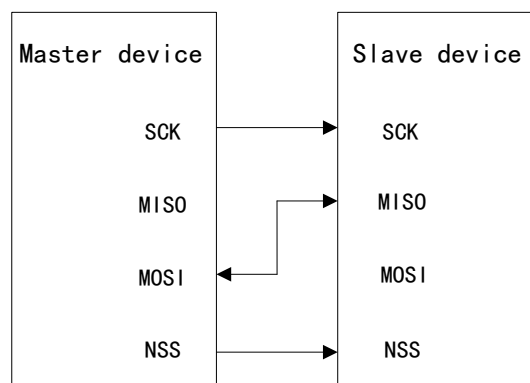 Master device
SCK
MISO
MOSI
NSS
Slave device
SCK
MISO
MOSI
NSS